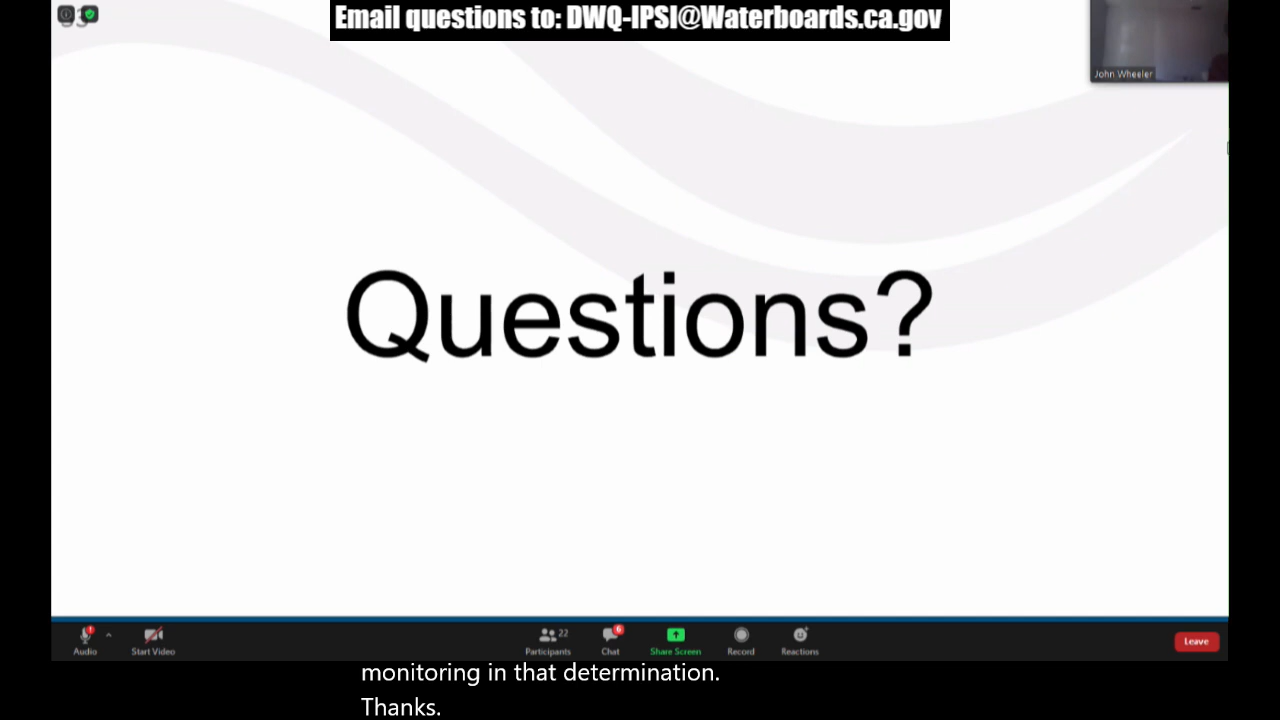 Email questions to: DWQ-IPSI@Waterboards.ca.gov
John Wheeler
Questions?
22
6
Audio
Start Video
Participants
Chat
Share Screen
Record
Reactions
Leave
monitoring in that determination.
Thanks.